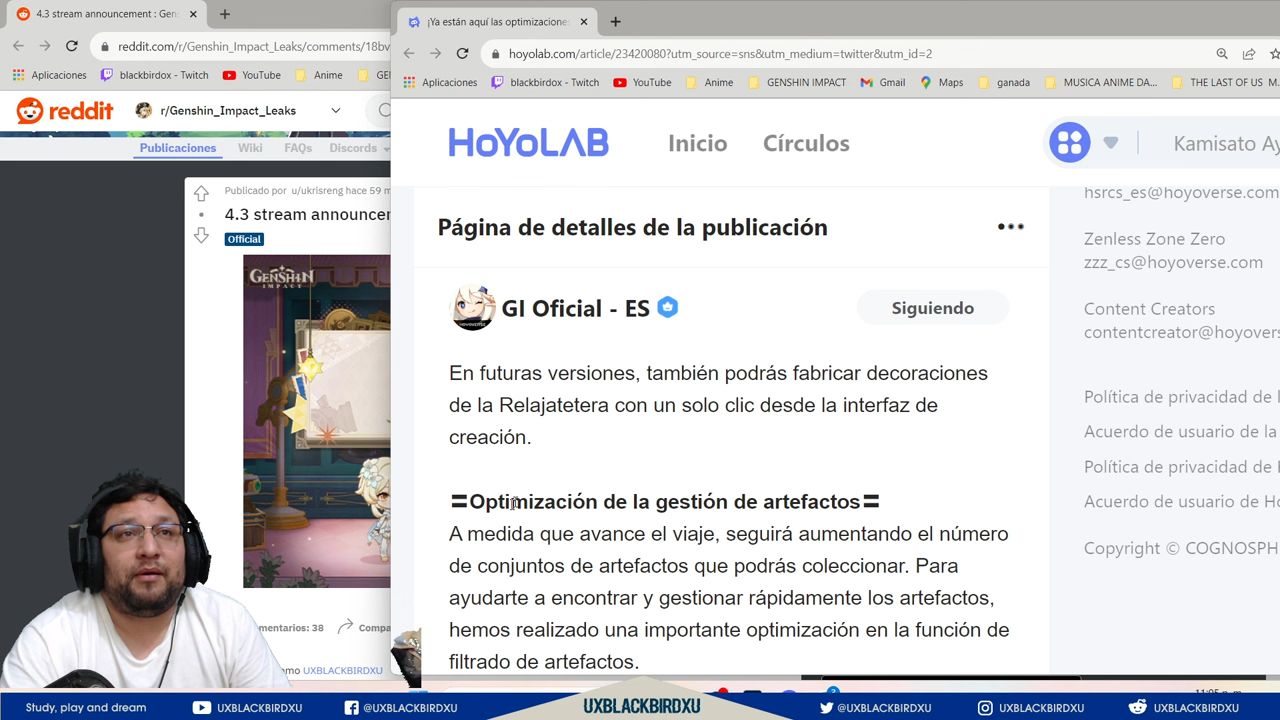 4.3 stream announcement : Gen
reddit.com/r/Genshin_Impact_Leaks/comments/18bv
Aplicaciones
blackbirdox - Twitch
YouTube
Anime
GEN
reddit
r/Genshin_Impact_Leaks
Publicaciones
Wiki
FAQs
Discords
Publicado por u/ukrisreng hace 59 m
4.3 stream announcer
Official
GENSHIN
IMPACT
mentarios: 38
Compa
omo UXBLACKBIRDXU
¡Ya están aquí las optimizaciones
hoyolab.com/article/23420080?utm_source=sns&utm_medium=twitter&utm_id=2
Aplicaciones
blackbirdox - Twitch
YouTube
Anime
GENSHIN IMPACT
Gmail
Maps
ganada
MUSICA ANIME DA...
THE LAST OF US M.
HoYoLAB
Inicio
Círculos
Kamisato Ay
Página de detalles de la publicación
GI Oficial - ES
Siguiendo
HOYOVERSE
En futuras versiones, también podrás fabricar decoraciones
de la Relajatetera con un solo clic desde la interfaz de
creación.
〓Optimización de la gestión de artefactos〓
A medida que avance el viaje, seguirá aumentando el número
de conjuntos de artefactos que podrás coleccionar. Para
ayudarte a encontrar y gestionar rápidamente los artefactos,
hemos realizado una importante optimización en la función de
filtrado de artefactos.
hsrcs_es@hoyoverse.com
Zenless Zone Zero
zzz_cs@hoyoverse.com
Content Creators
contentcreator@hoyovers
Política de privacidad de l
Acuerdo de usuario de la
Política de privacidad de
Acuerdo de usuario de Ho
Copyright © COGNOSPH
11:05 p. m.
Study, play and dream
UXBLACKBIRDXU
@UXBLACKBIRDXU
UXBLACKBIRDXU
@UXBLACKBIRDXU
UXBLACKBIRDXU
UXBLACKBIRDXU